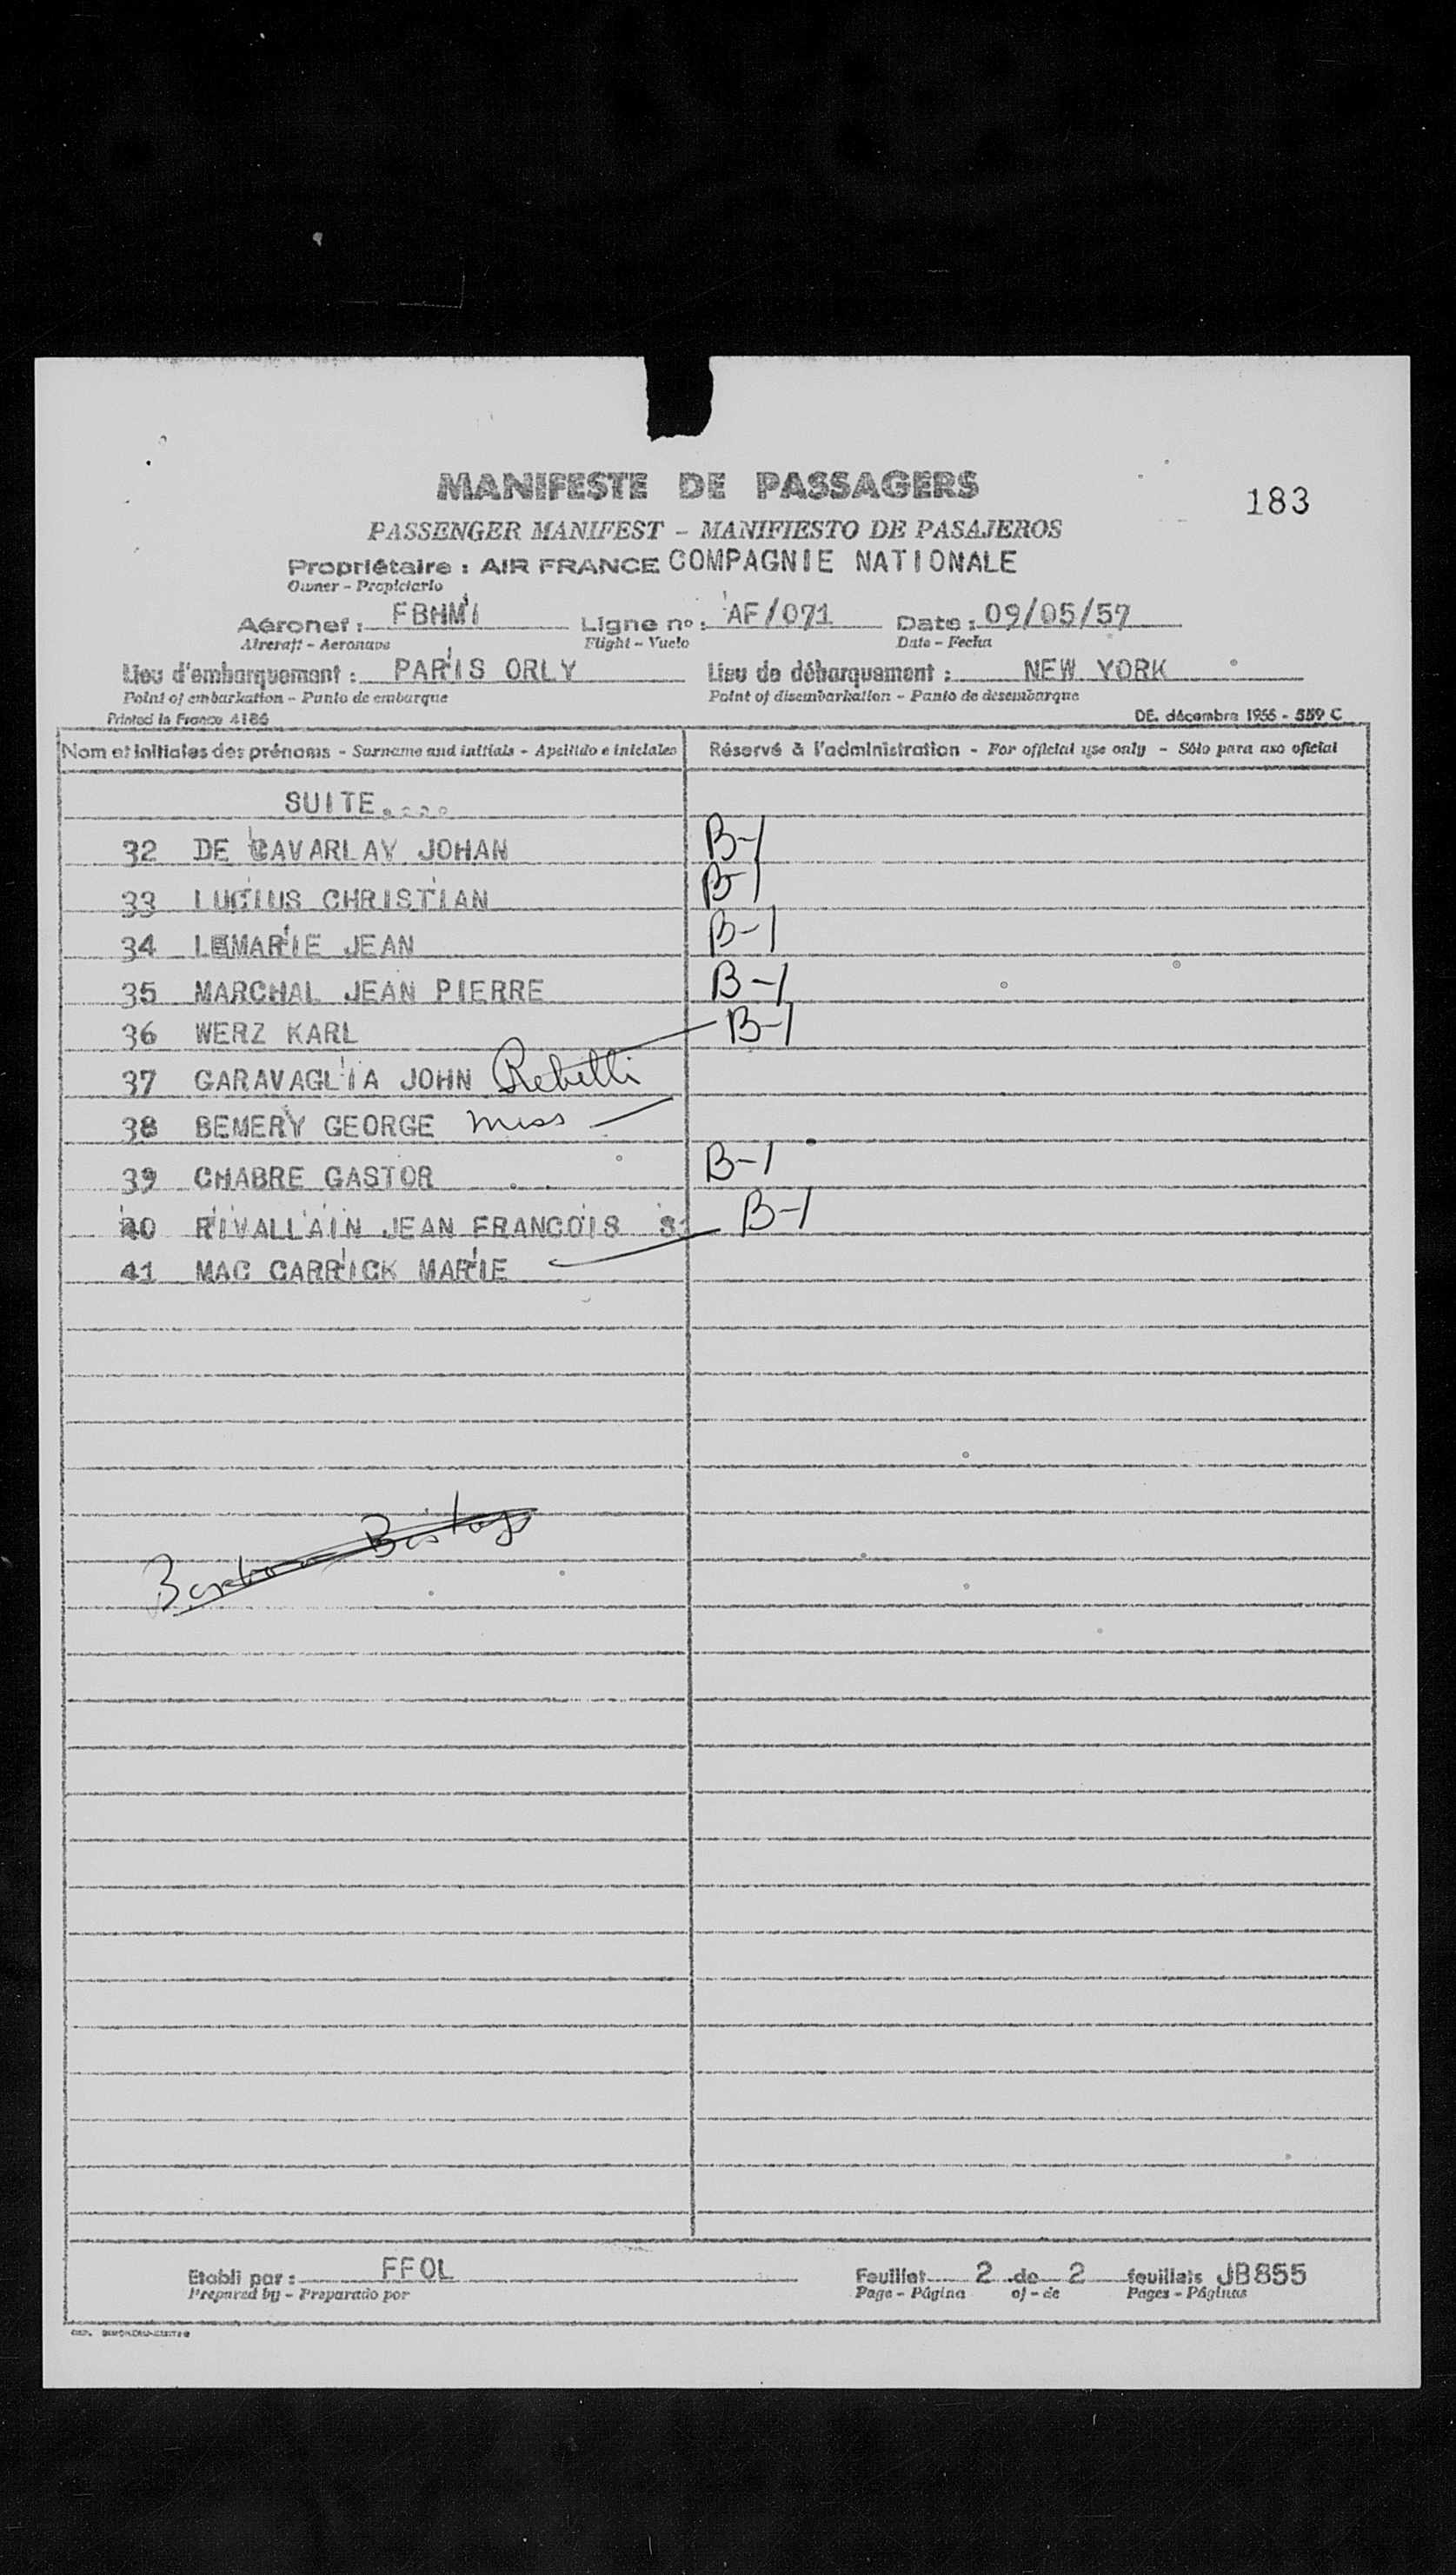 MANIFESTE DE PASSAGERS
183
PASSENGER MANIFEST - MANIFIESTO DE PASAJEROS
Propriétaire : AIR FRANCE COMPAGNIE NATIONALE
Owner - Propietario
Aéronef : FBHMI Ligne no : AF/071 Date : 09/05/57
Aircraft - Aeronave Flight - Vuelo Date - Fecha
Lieu d'embarquement : PARIS ORLY Lieu de débarquement : NEW YORK
Point of embarkation - Punto de embarque Point of disembarkation - Punto de desembarque
Printed in France 4186 DE. décembre 1955 - 559 C
Nom et initiales des prénoms - Surname and initials - Apellido e iniciales Réservé à l'administration - For official use only - Sólo para uso oficial
SUITE....
32 DE CAVARLAY JOHAN B-1
33 LUCIUS CHRISTIAN B-1
34 LEMARIE JEAN B-1
35 MARCHAL JEAN PIERRE B-1
36 WERZ KARL B-1
37 GARAVAGLIA JOHN Rebelli
38 BEMERY GEORGE miss
39 CHABRE GASTOR B-1
40 RIVALLAIN JEAN FRANCOIS B-1
41 MAC CARRICK MARIE
Etabli par : FFOL Feuillet 2 de 2 feuillets JB855
Prepared by - Preparado por Page - Página of - de Pages - Páginas